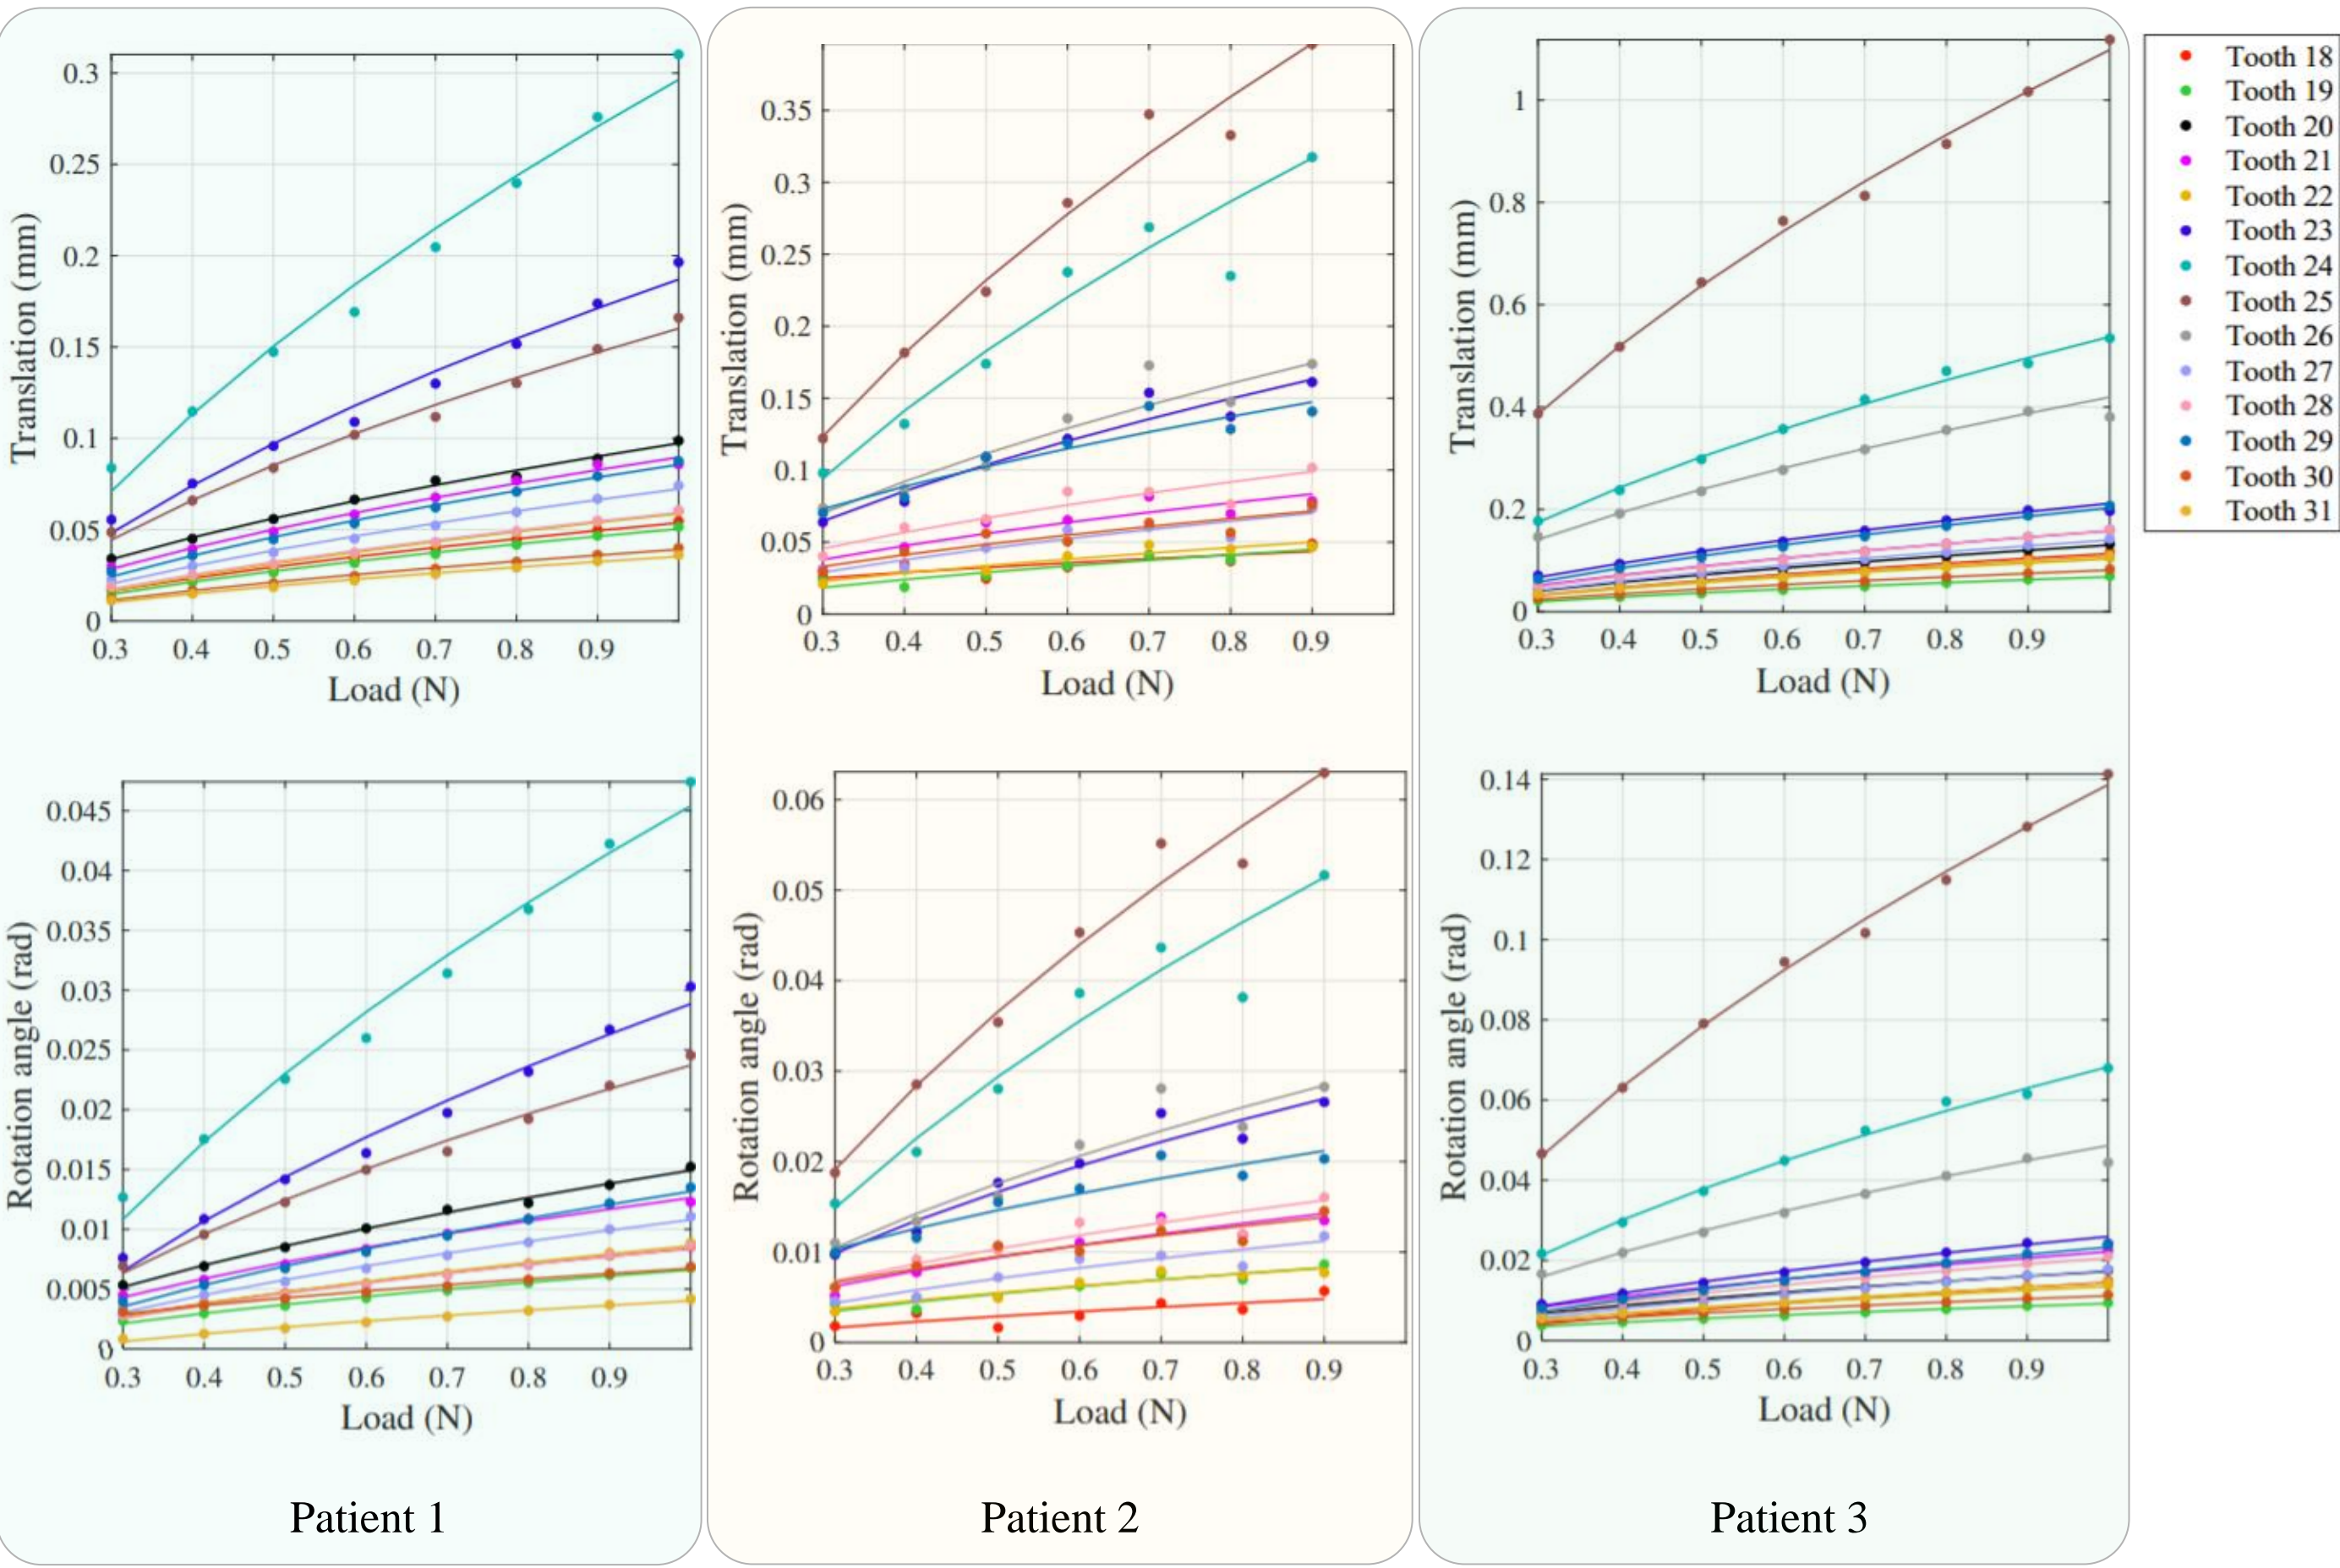 Translation (mm)
0.3
0.25
0.2
0.15
0.1
0.05
0
0.3 0.4 0.5 0.6 0.7 0.8 0.9
Load (N)
Translation (mm)
0.35
0.3
0.25
0.2
0.15
0.1
0.05
0
0.3 0.4 0.5 0.6 0.7 0.8 0.9
Load (N)
Translation (mm)
1
0.8
0.6
0.4
0.2
0
0.3 0.4 0.5 0.6 0.7 0.8 0.9
Load (N)
Tooth 18
Tooth 19
Tooth 20
Tooth 21
Tooth 22
Tooth 23
Tooth 24
Tooth 25
Tooth 26
Tooth 27
Tooth 28
Tooth 29
Tooth 30
Tooth 31
Rotation angle (rad)
0.045
0.04
0.035
0.03
0.025
0.02
0.015
0.01
0.005
0
0.3 0.4 0.5 0.6 0.7 0.8 0.9
Load (N)
Rotation angle (rad)
0.06
0.05
0.04
0.03
0.02
0.01
0
0.3 0.4 0.5 0.6 0.7 0.8 0.9
Load (N)
Rotation angle (rad)
0.14
0.12
0.1
0.08
0.06
0.04
0.02
0
0.3 0.4 0.5 0.6 0.7 0.8 0.9
Load (N)
Patient 1
Patient 2
Patient 3